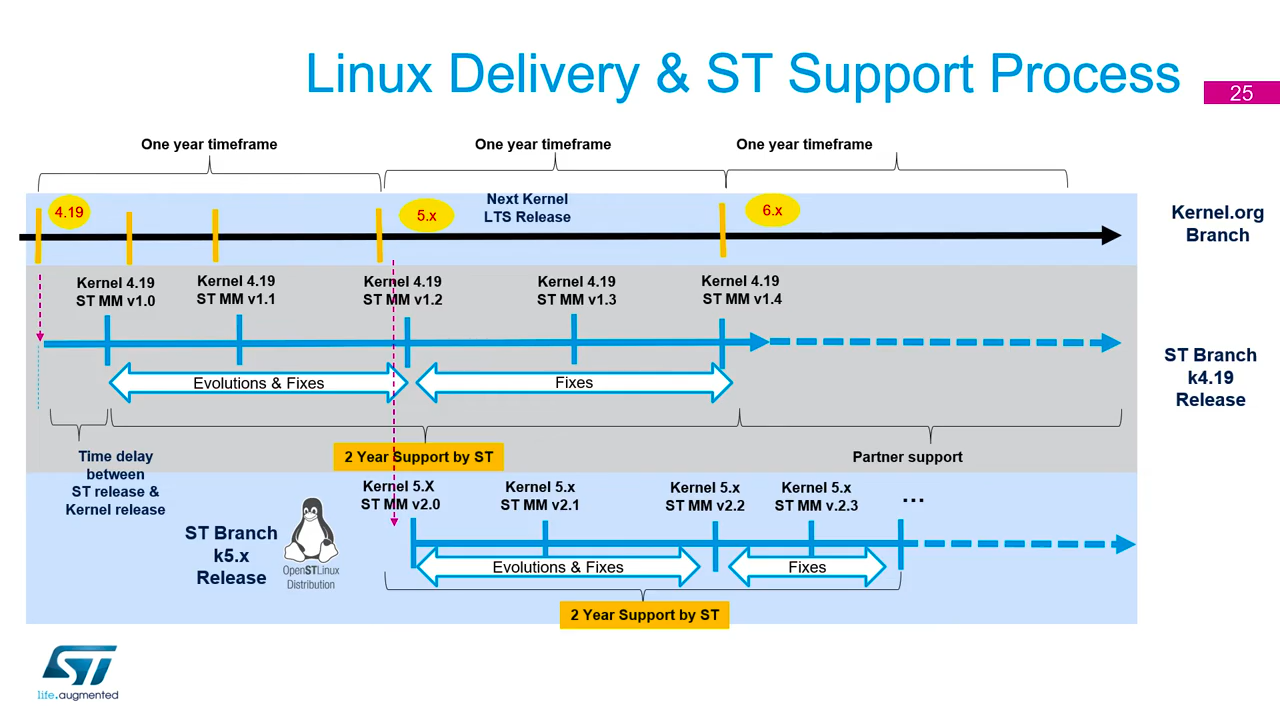 Linux Delivery & ST Support Process
25
One year timeframe
One year timeframe
One year timeframe
4.19
5.x
Next Kernel
LTS Release
6.x
Kernel.org
Branch
Kernel 4.19
ST MM v1.0
Kernel 4.19
ST MM v1.1
Kernel 4.19
ST MM v1.2
Kernel 4.19
ST MM v1.3
Kernel 4.19
ST MM v1.4
ST Branch
k4.19
Release
Evolutions & Fixes
Fixes
Time delay
between
ST release &
Kernel release
2 Year Support by ST
Partner support
Kernel 5.X
ST MM v2.0
Kernel 5.x
ST MM v2.1
Kernel 5.x
ST MM v2.2
Kernel 5.x
ST MM v.2.3
...
ST Branch
k5.x
Release
OpenSTLinux
Distribution
Evolutions & Fixes
Fixes
2 Year Support by ST
ST
life.augmented